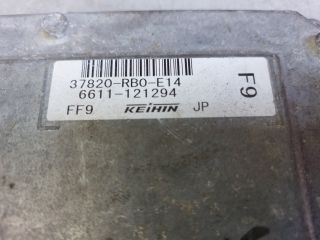 37820-RB0-E14
6611-121294
FF9 KEIHIN JP
F9